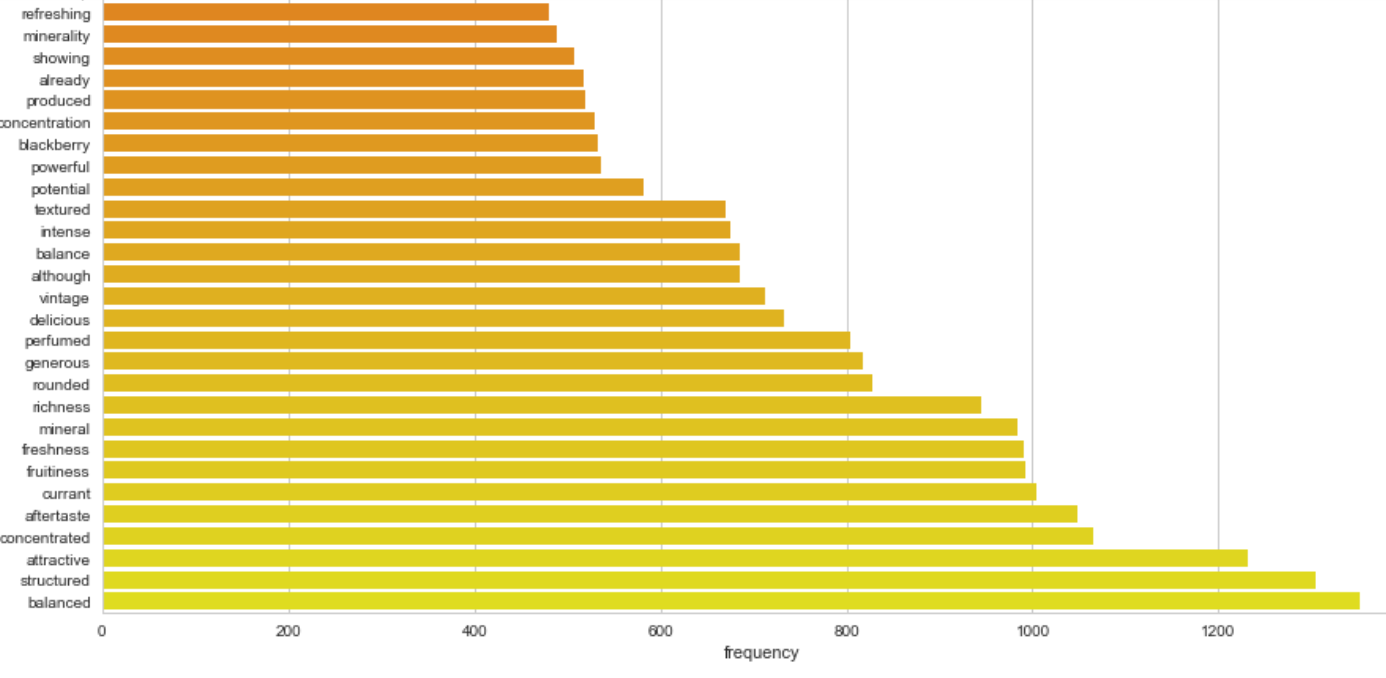 refreshing
minerality
showing
already
produced
concentration
blackberry
powerful
potential
textured
intense
balance
although
vintage
delicious
perfumed
generous
rounded
richness
mineral
freshness
fruitiness
currant
aftertaste
concentrated
attractive
structured
balanced
0 200 400 600 800 1000 1200
frequency